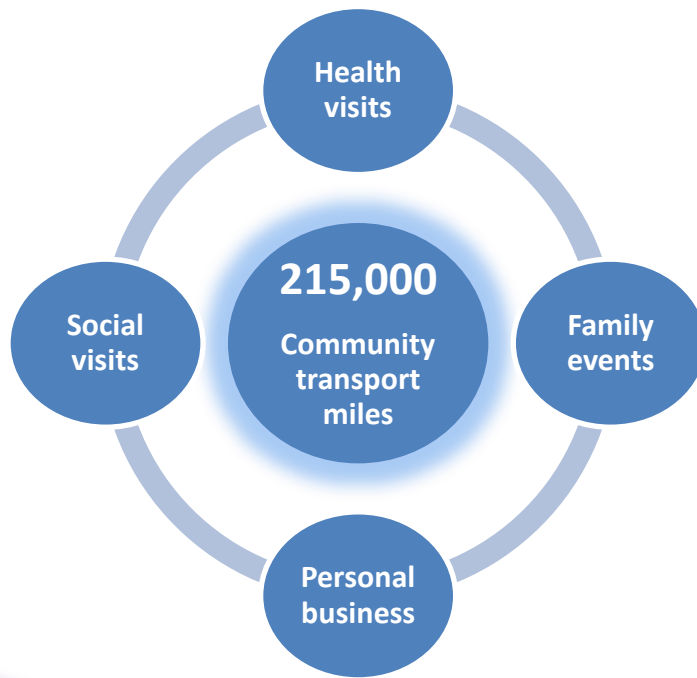 Health
visits
215,000
Community
transport
miles
Social
visits
Family
events
Personal
business